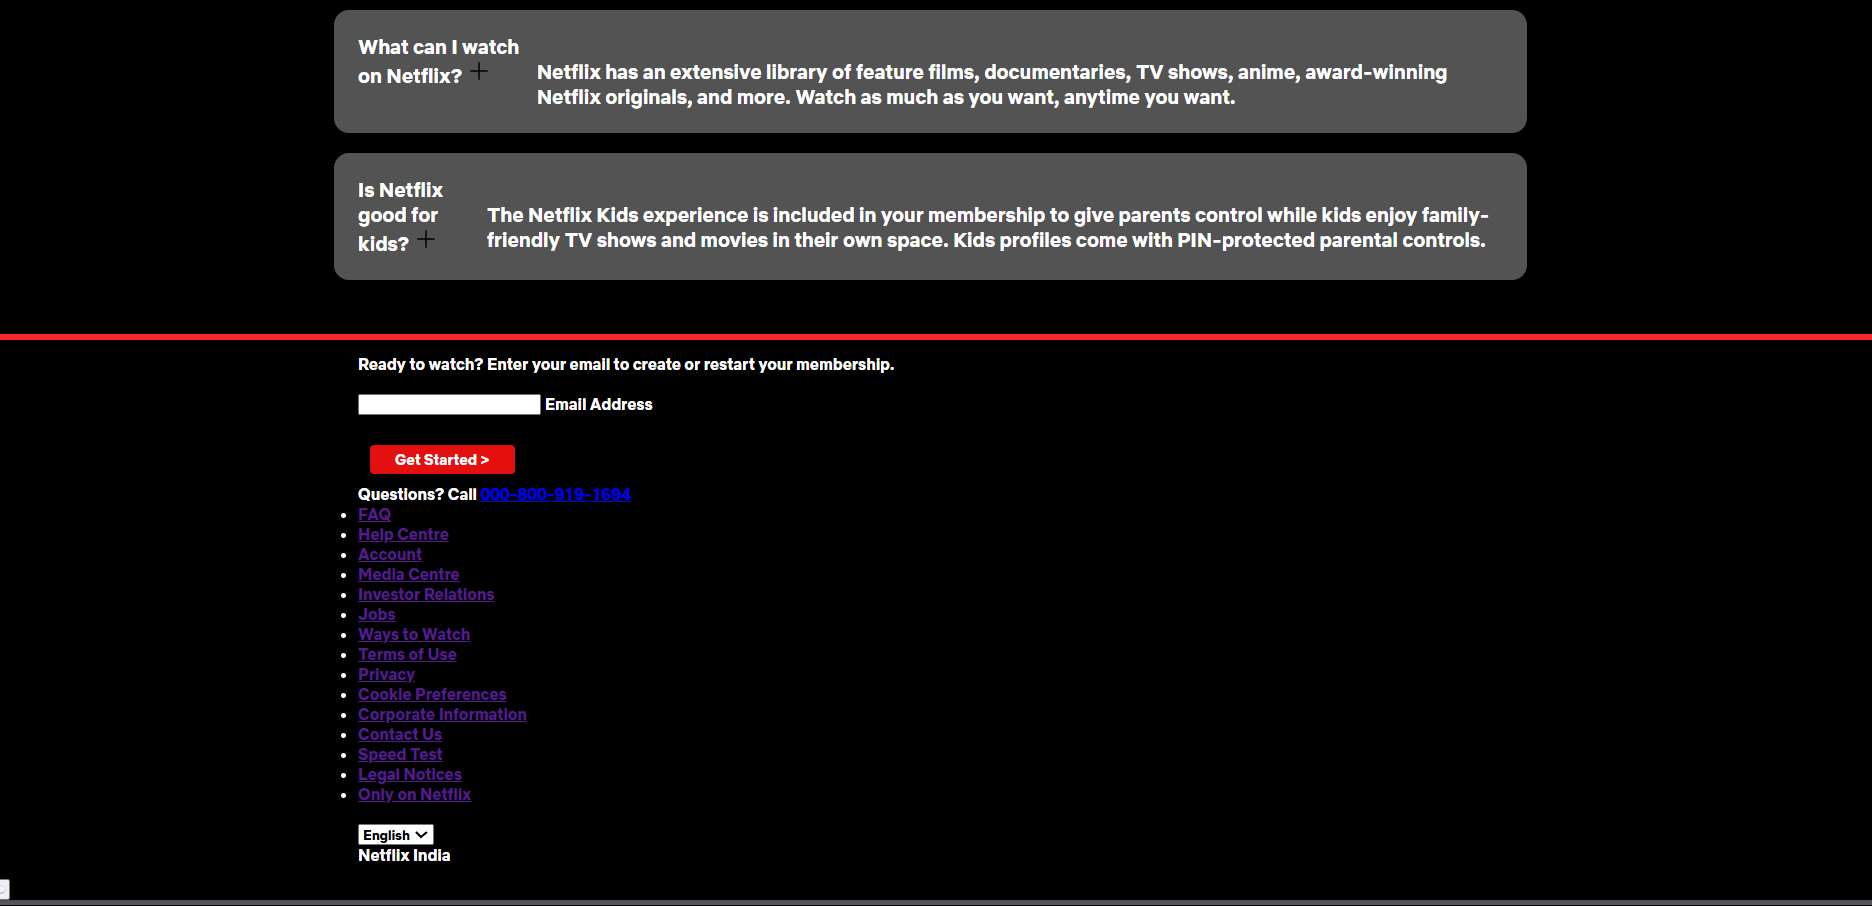 What can I watch
on Netflix?
Netflix has an extensive library of feature films, documentaries, TV shows, anime, award-winning
Netflix originals, and more. Watch as much as you want, anytime you want.
Is Netflix
good for
kids?
The Netflix Kids experience is included in your membership to give parents control while kids enjoy family-
friendly TV shows and movies in their own space. Kids profiles come with PIN-protected parental controls.
Ready to watch? Enter your email to create or restart your membership.
Email Address
Get Started >
Questions? Call 000-800-919-1694
FAQ
Help Centre
Account
Media Centre
Investor Relations
Jobs
Ways to Watch
Terms of Use
Privacy
Cookie Preferences
Corporate Information
Contact Us
Speed Test
Legal Notices
Only on Netflix
English
Netflix India